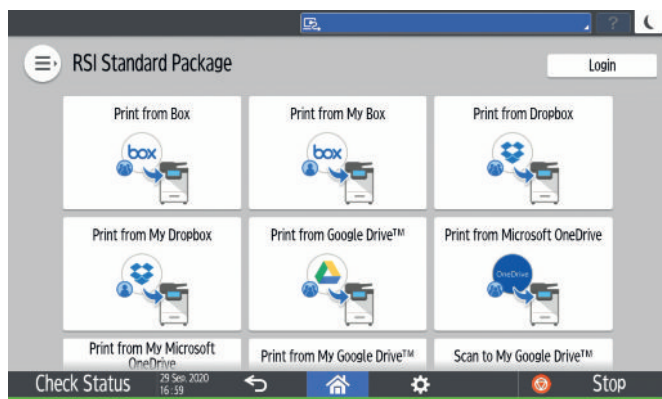 ?
RSI Standard Package
Login
Print from Box
Print from My Box
Print from Dropbox
box
box
Print from My Dropbox
Print from Google Drive™
Print from Microsoft OneDrive
OneDrive
Print from My Microsoft
OneDrive
Print from My Google Drive™
Scan to My Google Drive™
Check Status
29 Sep. 2020
16:59
Stop